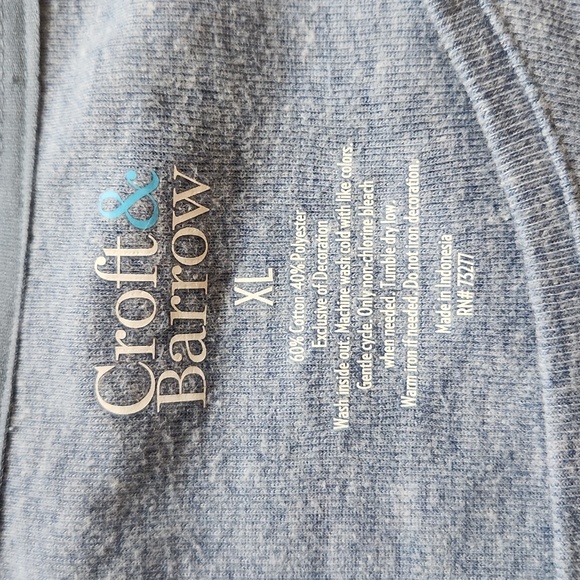 Croft &
Barrow
XL
60% Cotton 40% Polyester
Exclusive of Decoration
Wash inside out. Machine wash cold with like colors.
Gentle cycle. Only non-chlorine bleach
when needed. Tumble dry low.
Warm iron if needed. Do not iron decoration.
Made in Indonesia
RN# 73277